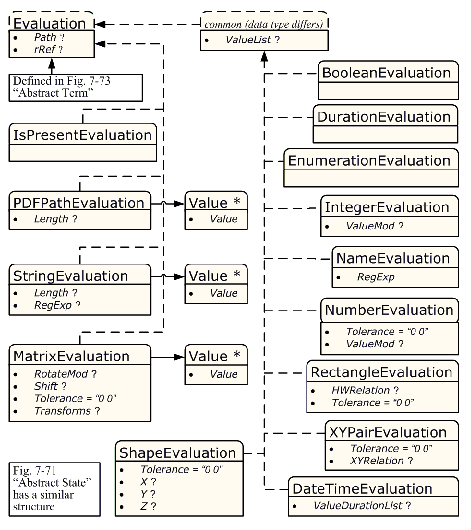 Evaluation
• Path ?
• rRef ?
common (data type differs)
• ValueList ?
Defined in Fig. 7-73
“Abstract Term”
IsPresentEvaluation
PDFPathEvaluation
• Length ?
Value *
• Value
StringEvaluation
• Length ?
• RegExp ?
Value *
• Value
MatrixEvaluation
• RotateMod ?
• Shift ?
• Tolerance = “0 0”
• Transforms ?
Value *
• Value
Fig. 7-71
“Abstract State”
has a similar
structure
ShapeEvaluation
• Tolerance = “0 0”
• X ?
• Y ?
• Z ?
BooleanEvaluation
DurationEvaluation
EnumerationEvaluation
IntegerEvaluation
• ValueMod ?
NameEvaluation
• RegExp
NumberEvaluation
• Tolerance = “0 0”
• ValueMod ?
RectangleEvaluation
• HWRelation ?
• Tolerance = “0 0”
XYPairEvaluation
• Tolerance = “0 0”
• XYRelation ?
DateTimeEvaluation
• ValueDurationList ?